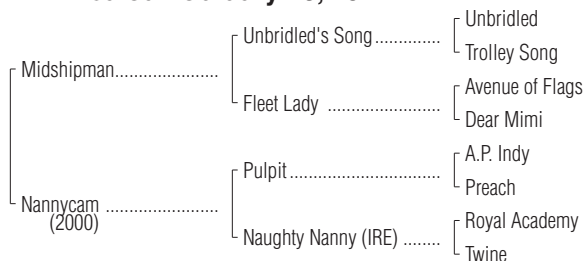 Unbridled
Unbridled's Song..............
Trolley Song
Midshipman......................
Avenue of Flags
Fleet Lady ........................
Dear Mimi
A.P. Indy
Pulpit................................
Preach
Nannycam ........................
(2000)
Royal Academy
Naughty Nanny (IRE) ........
Twine